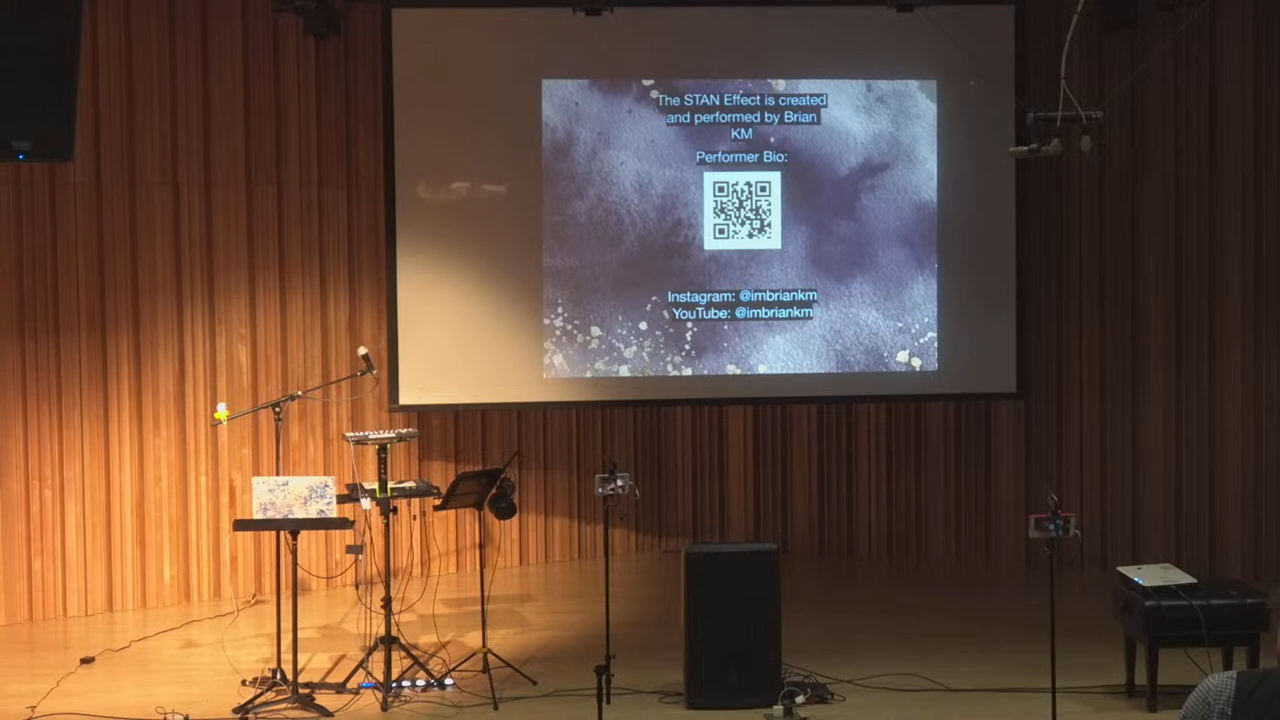 The STAN Effect is created
and performed by Brian
KM
Performer Bio:
Instagram: @imbriankm
YouTube: @imbriankm